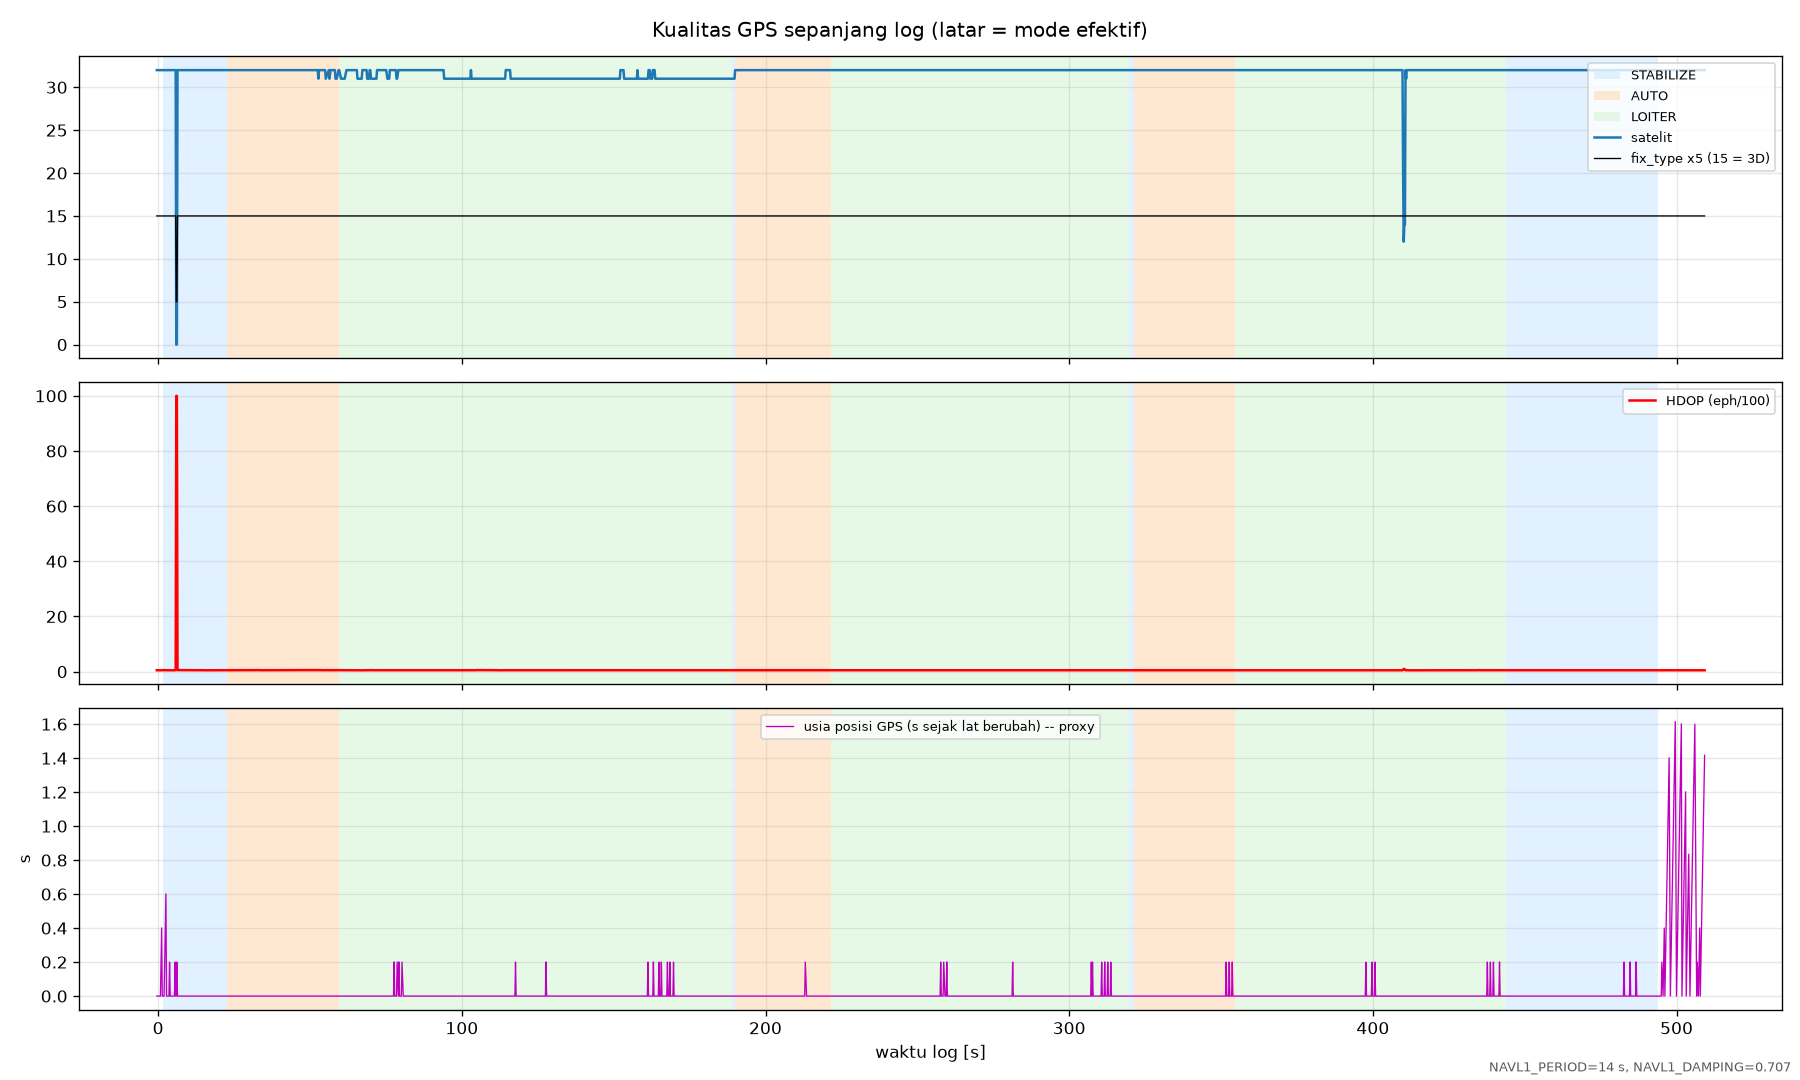 Kualitas GPS sepanjang log (latar = mode efektif)
30
25
20
15
10
5
0
STABILIZE
AUTO
LOITER
satelit
fix_type x5 (15 = 3D)
100
80
60
40
20
0
HDOP (eph/100)
1.6
1.4
1.2
1.0
0.8
0.6
0.4
0.2
0.0
s
usia posisi GPS (s sejak lat berubah) -- proxy
0 100 200 300 400 500
waktu log [s]
NAVL1_PERIOD=14 s, NAVL1_DAMPING=0.707